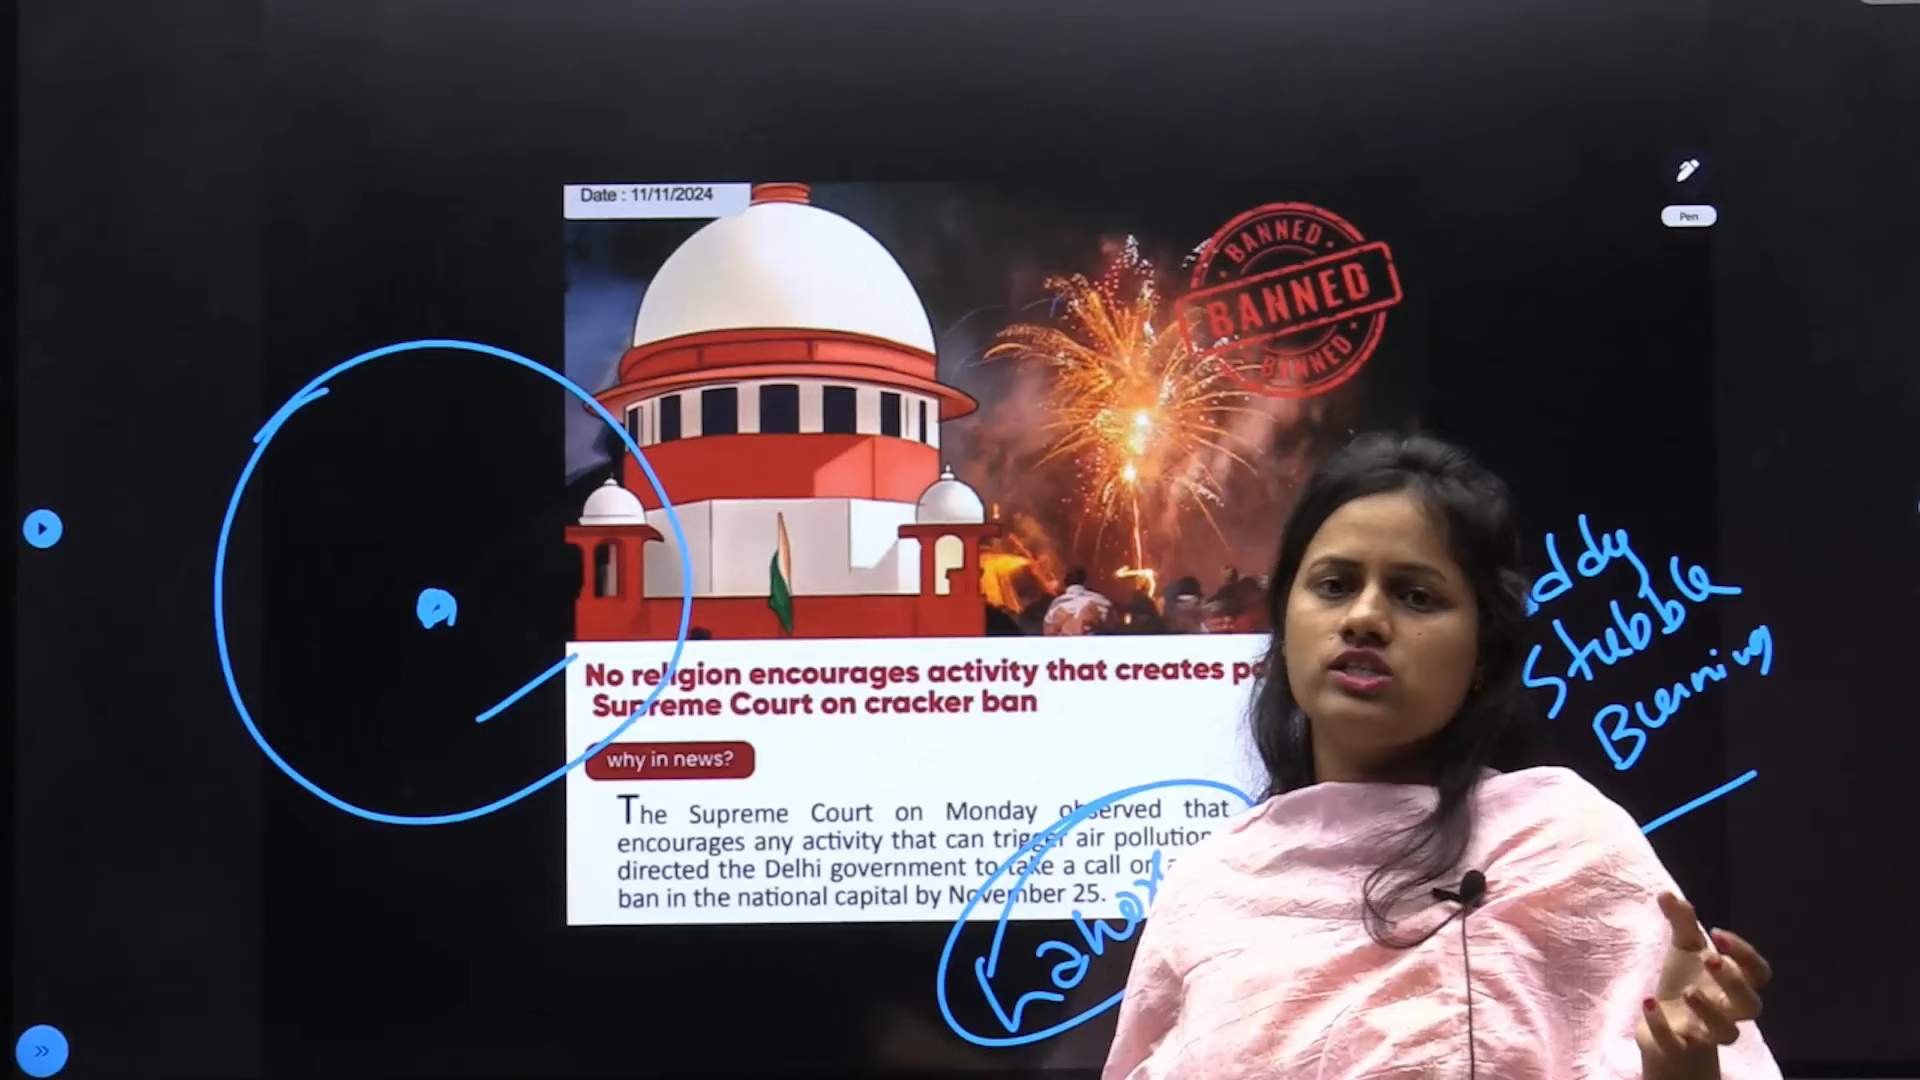 Date : 11/11/2024
BANNED
BANNED
BANNED
Pen
No religion encourages activity that creates
Supreme Court on cracker ban
why in news?
The Supreme Court on Monday observed that
encourages any activity that can trigger air pollution
directed the Delhi government to take a call on
ban in the national capital by November 25.
Stubble
Burning